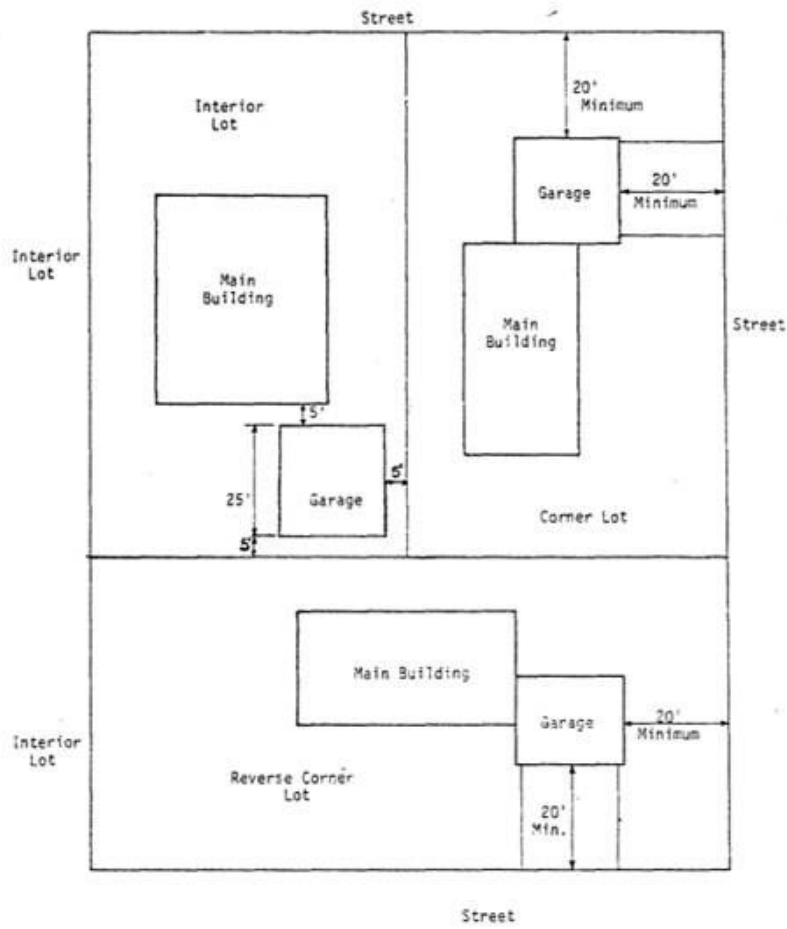 Street
Interior
Lot
20'
Minimum
Garage
20'
Minimum
Interior
Lot
Main
Building
Main
Building
Street
5'
25'
Garage
5'
5'
Corner Lot
Main Building
Garage
20'
Minimum
Interior
Lot
Reverse Corner
Lot
20'
Min.
Street